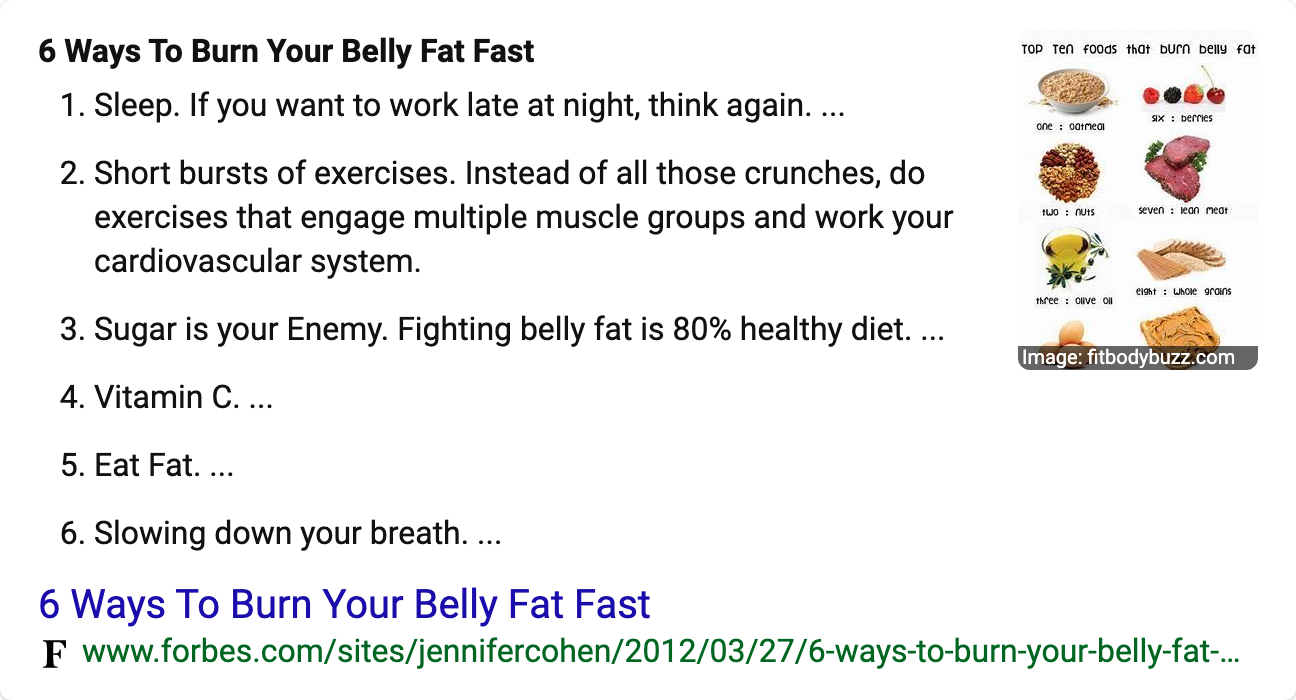 6 Ways To Burn Your Belly Fat Fast
1. Sleep. If you want to work late at night, think again. ...
2. Short bursts of exercises. Instead of all those crunches, do
exercises that engage multiple muscle groups and work your
cardiovascular system.
3. Sugar is your Enemy. Fighting belly fat is 80% healthy diet. ...
4. Vitamin C. ...
5. Eat Fat. ...
6. Slowing down your breath. ...
TOP Ten foods that burn belly fat
one : oatmeal
six : berries
two : nuts
seven : lean meat
three : olive oil
eight : whole grains
Image: fitbodybuzz.com
6 Ways To Burn Your Belly Fat Fast
F www.forbes.com/sites/jennifercohen/2012/03/27/6-ways-to-burn-your-belly-fat-...